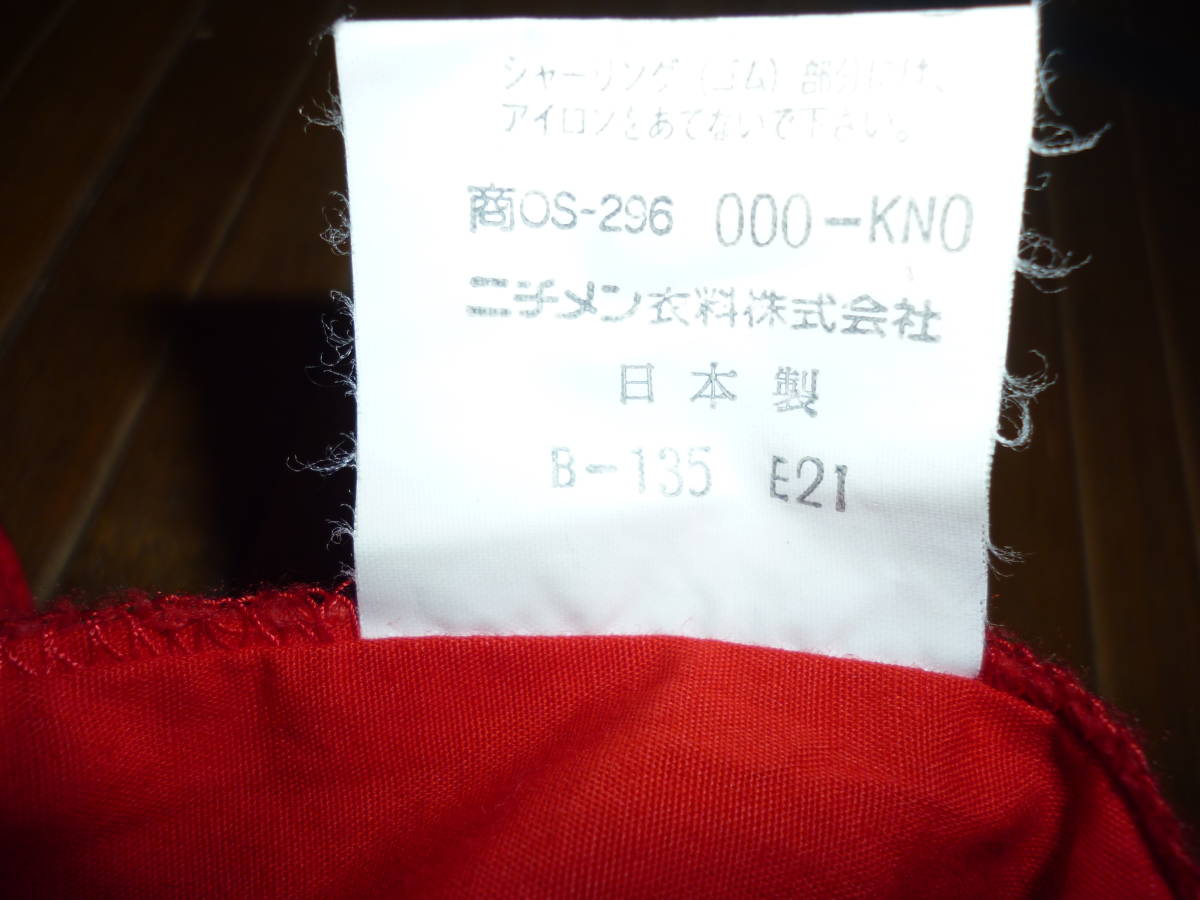 シャーリング(ゴム)部分には、
アイロンをあてないで下さい。
商OS-296 000-KNO
ニチメン衣料株式会社
日本製
B-135 E21